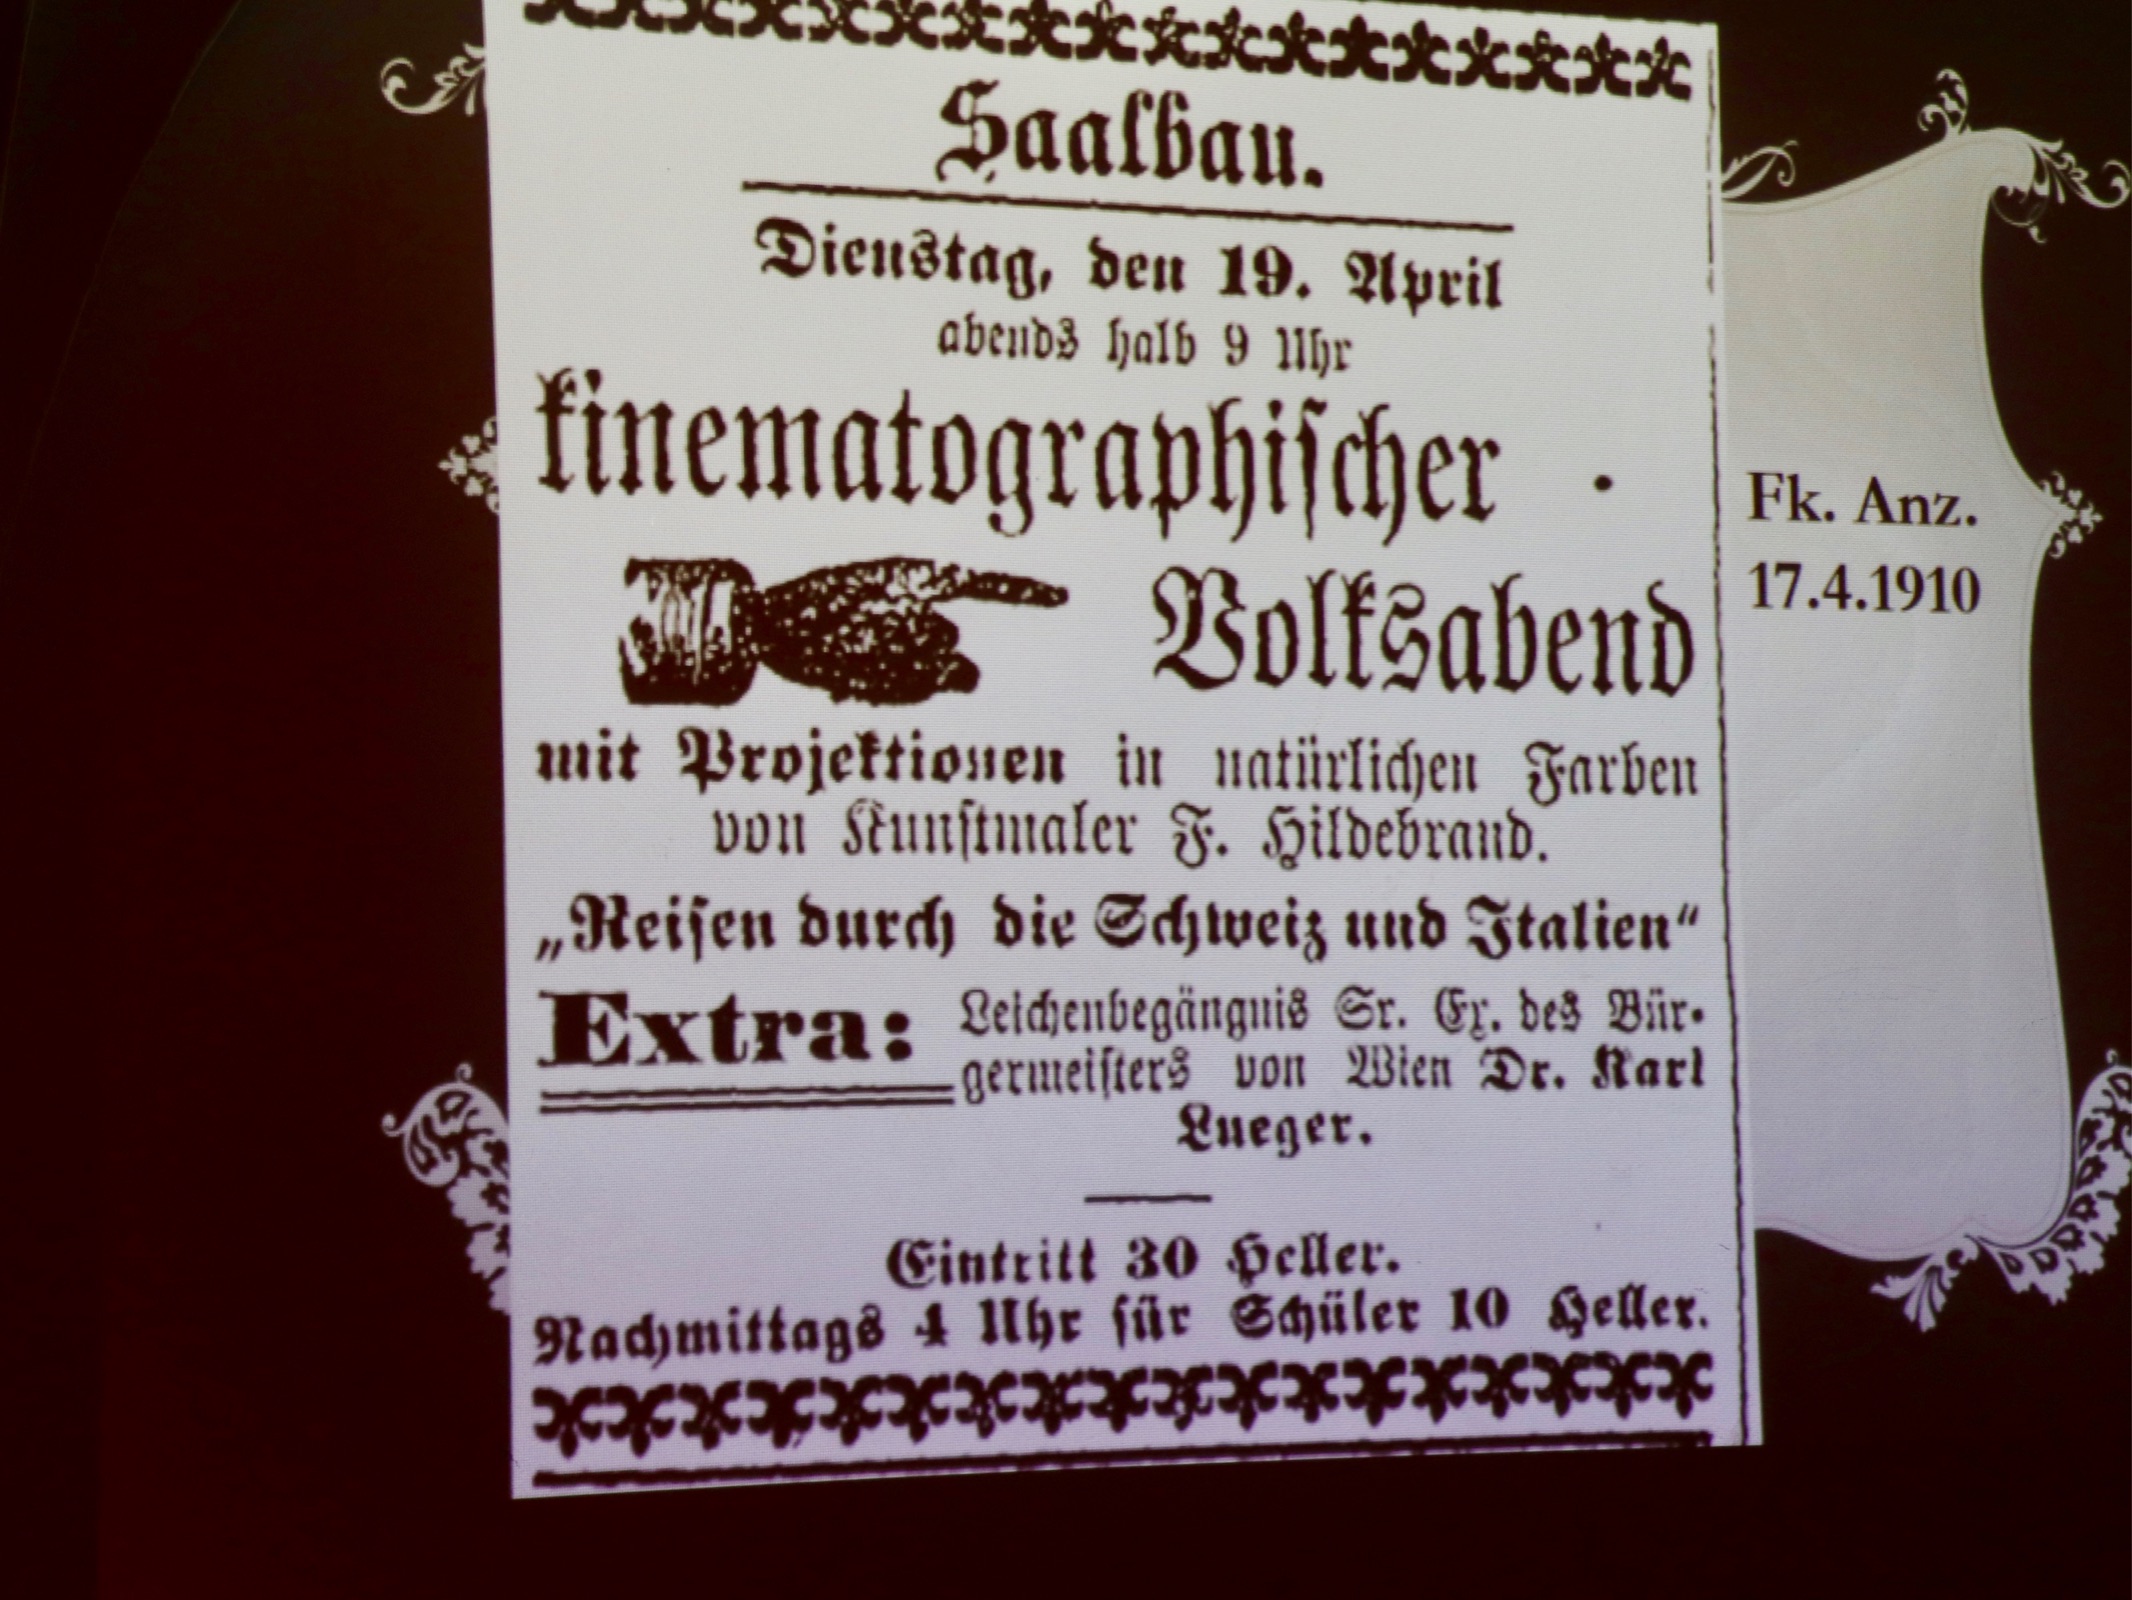 Saalbau.
Dienstag, den 19. April
abends halb 9 Uhr
kinematographischer
Volksabend
mit Projektionen in natürlichen Farben
von Kunstmaler F. Hildebrand.
„Reisen durch die Schweiz und Italien“
Extra: Leichenbegängnis Sr. Ex. des Bür-
germeisters von Wien Dr. Karl
Lueger.
Eintritt 30 Heller.
Nachmittags 4 Uhr für Schüler 10 Heller.
Fk. Anz.
17.4.1910